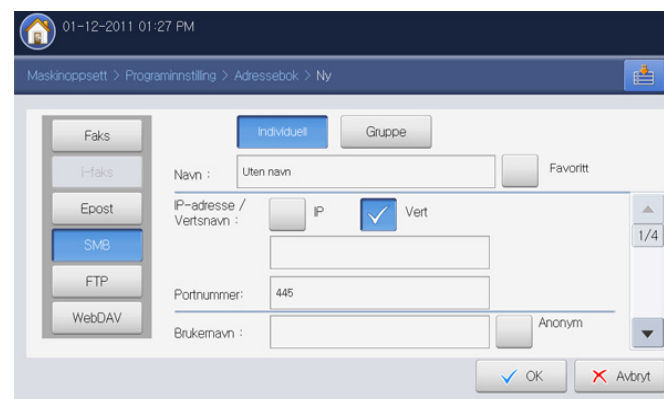 01-12-2011 01:27 PM
Maskinoppsett > Programinnstilling > Adressebok > Ny
Faks
Individuell
Gruppe
i-faks
Navn :
Uten navn
Favoritt
Epost
IP-adresse /
Vertsnavn :
IP
Vert
1/4
SMB
FTP
Portnummer:
445
WebDAV
Brukernavn :
Anonym
OK
Avbryt